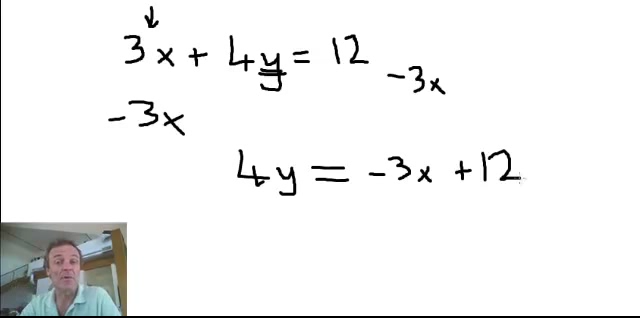 3x + 4y = 12
-3x
-3x
4y = -3x + 12